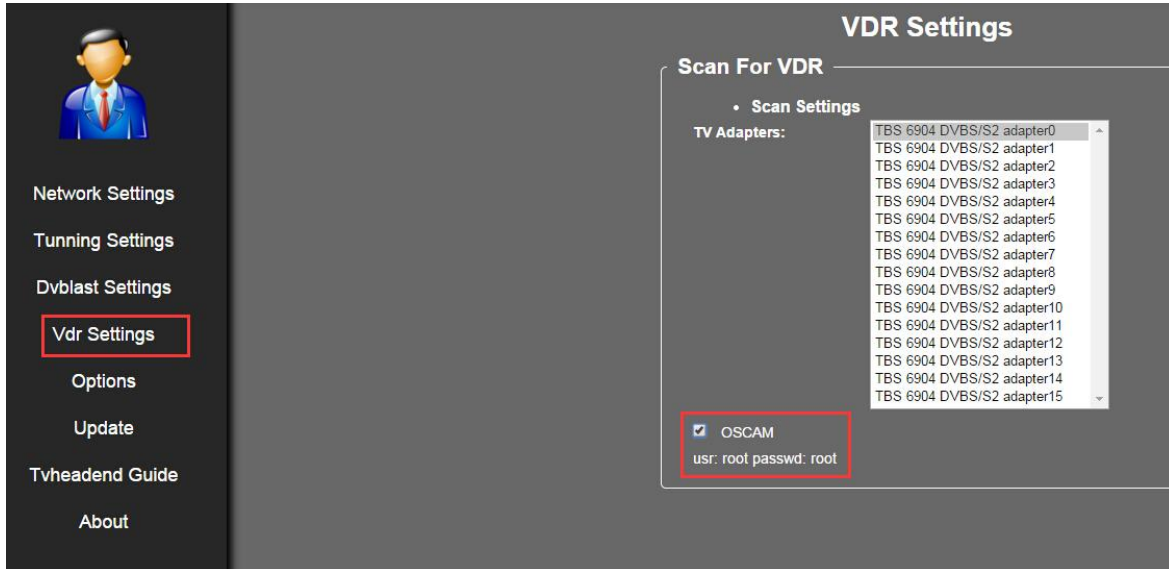 Network Settings
Tunning Settings
Dvblast Settings
Vdr Settings
Options
Update
Tvheadend Guide
About
VDR Settings
Scan For VDR
• Scan Settings
TV Adapters:
TBS 6904 DVBS/S2 adapter0
TBS 6904 DVBS/S2 adapter1
TBS 6904 DVBS/S2 adapter2
TBS 6904 DVBS/S2 adapter3
TBS 6904 DVBS/S2 adapter4
TBS 6904 DVBS/S2 adapter5
TBS 6904 DVBS/S2 adapter6
TBS 6904 DVBS/S2 adapter7
TBS 6904 DVBS/S2 adapter8
TBS 6904 DVBS/S2 adapter9
TBS 6904 DVBS/S2 adapter10
TBS 6904 DVBS/S2 adapter11
TBS 6904 DVBS/S2 adapter12
TBS 6904 DVBS/S2 adapter13
TBS 6904 DVBS/S2 adapter14
TBS 6904 DVBS/S2 adapter15
OSCAM
usr: root passwd: root